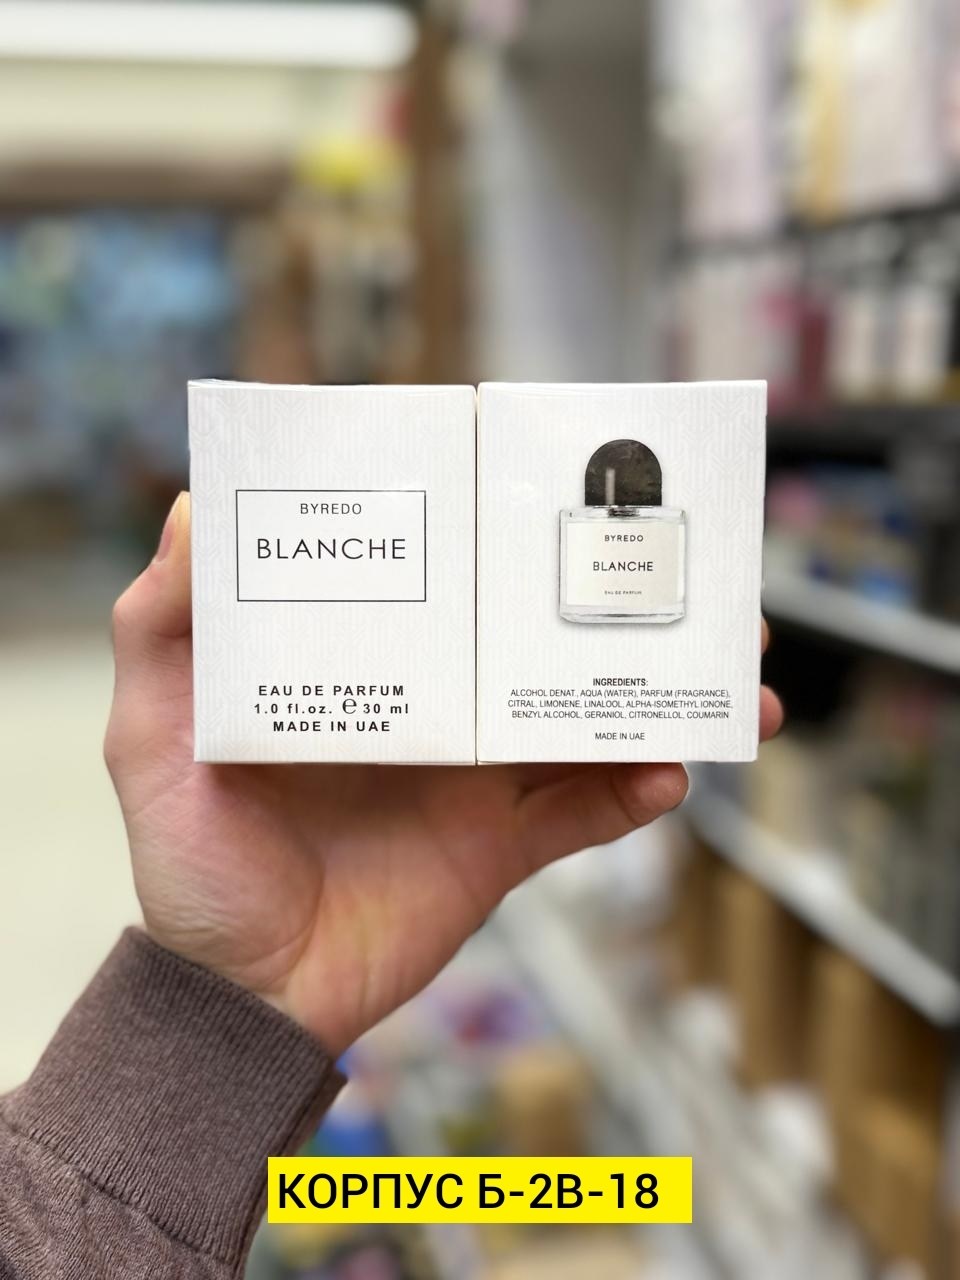 BYREDO
BLANCHE
EAU DE PARFUM
1.0 fl.oz. e 30 ml
MADE IN UAE
BYREDO
BLANCHE
EAU DE PARFUM
INGREDIENTS:
ALCOHOL DENAT., AQUA (WATER), PARFUM (FRAGRANCE),
CITRAL, LIMONENE, LINALOOL, ALPHA-ISOMETHYL IONONE,
BENZYL ALCOHOL, GERANIOL, CITRONELLOL, COUMARIN
MADE IN UAE
КОРПУС Б-2В-18